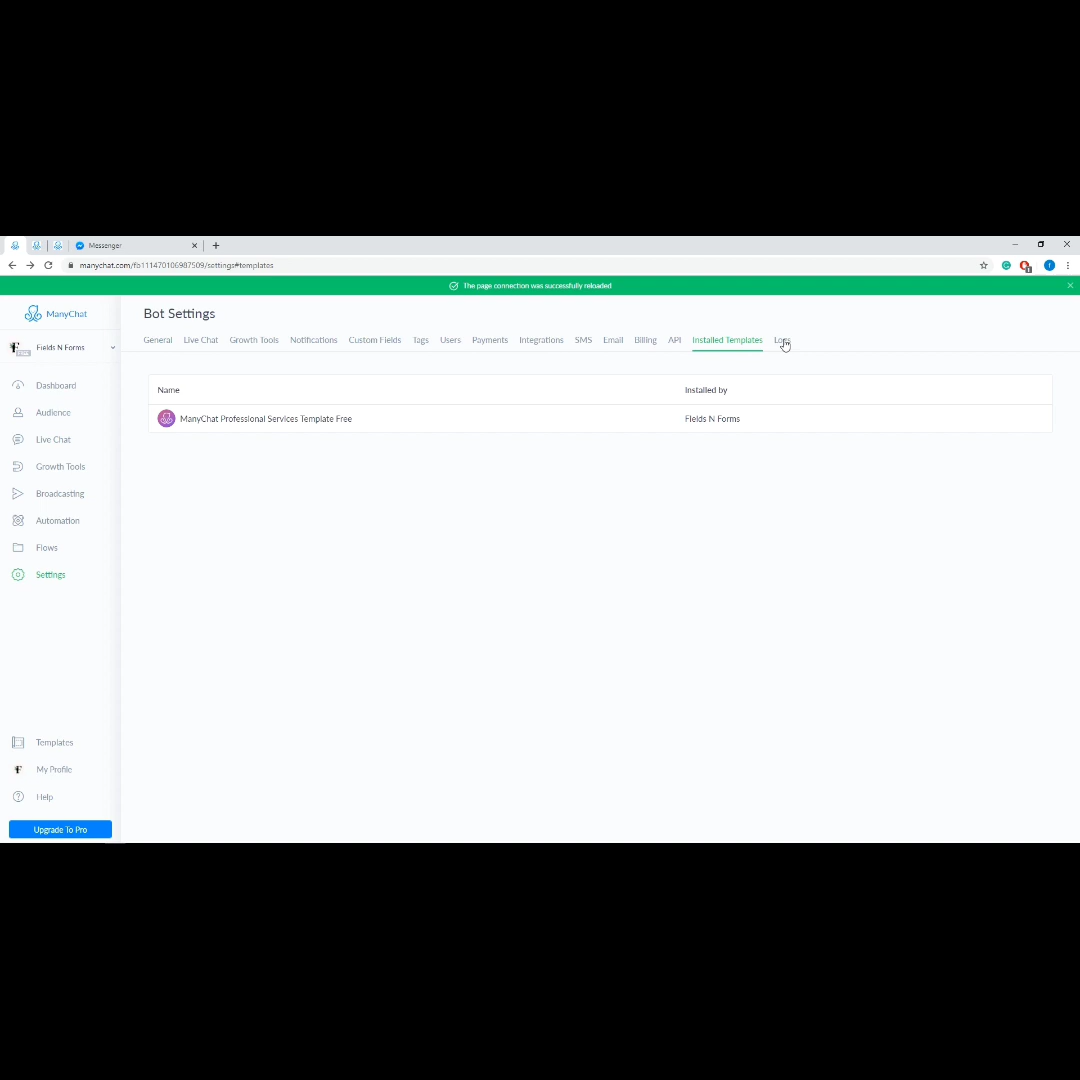 Messenger
manychat.com/fb111470106987509/settings#templates
The page connection was successfully reloaded
ManyChat
Bot Settings
Fields N Forms
General Live Chat Growth Tools Notifications Custom Fields Tags Users Payments Integrations SMS Email Billing API Installed Templates Logs
Dashboard
Audience
Live Chat
Growth Tools
Broadcasting
Automation
Flows
Settings
Name Installed by
ManyChat Professional Services Template Free Fields N Forms
Templates
My Profile
Help
Upgrade To Pro